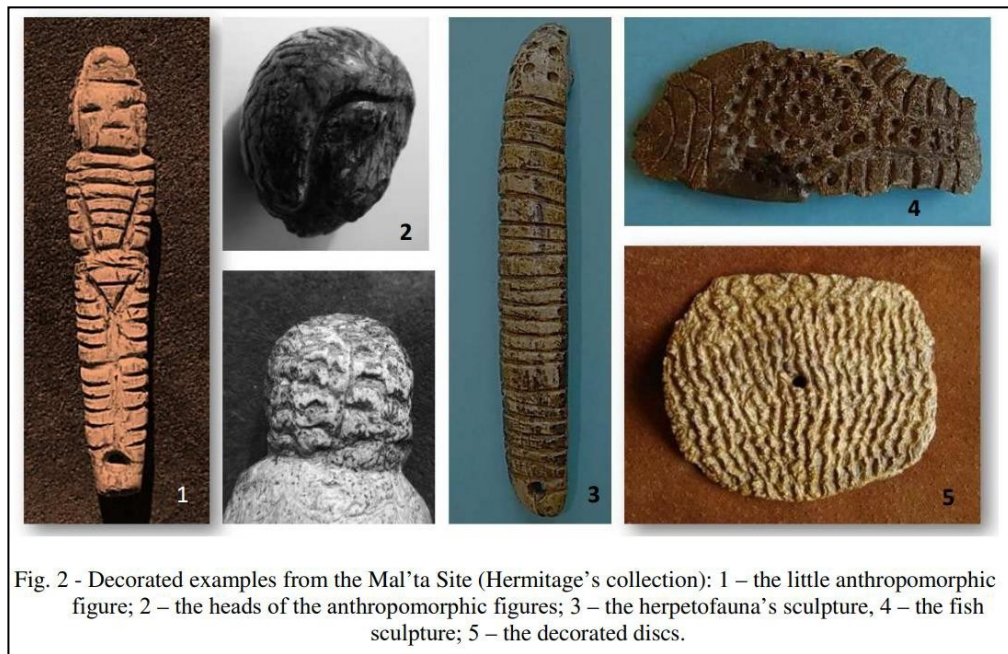 1
2
3
4
5
Fig. 2 - Decorated examples from the Mal’ta Site (Hermitage’s collection): 1 – the little anthropomorphic
figure; 2 – the heads of the anthropomorphic figures; 3 – the herpetofauna’s sculpture, 4 – the fish
sculpture; 5 – the decorated discs.